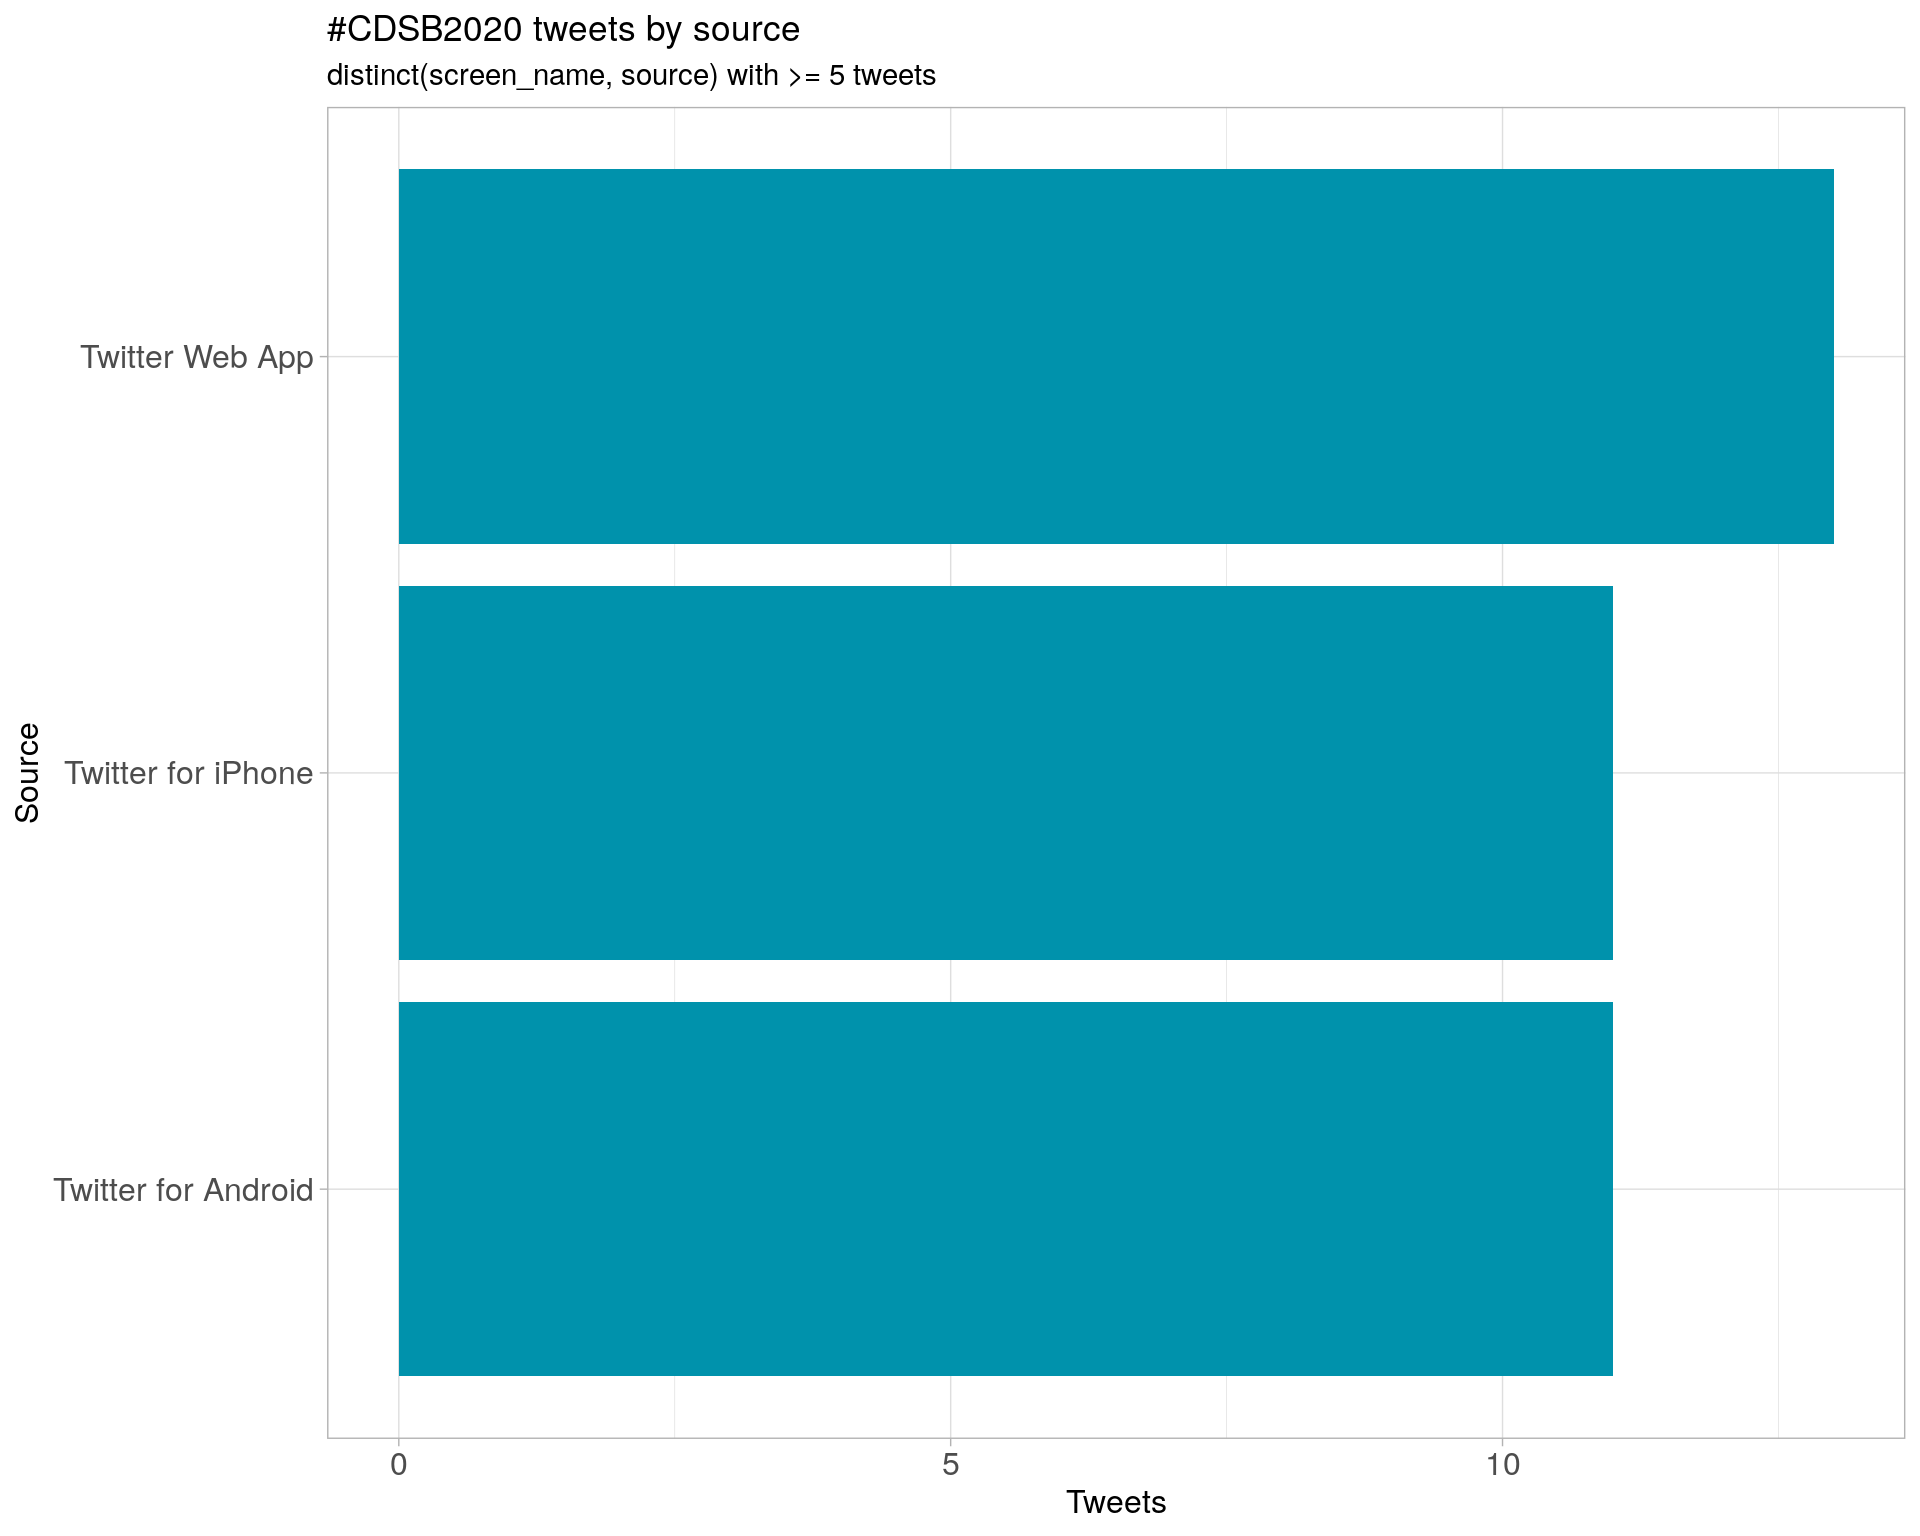 #CDSB2020 tweets by source
distinct(screen_name, source) with >= 5 tweets
Source
Twitter Web App
Twitter for iPhone
Twitter for Android
0 5 10
Tweets